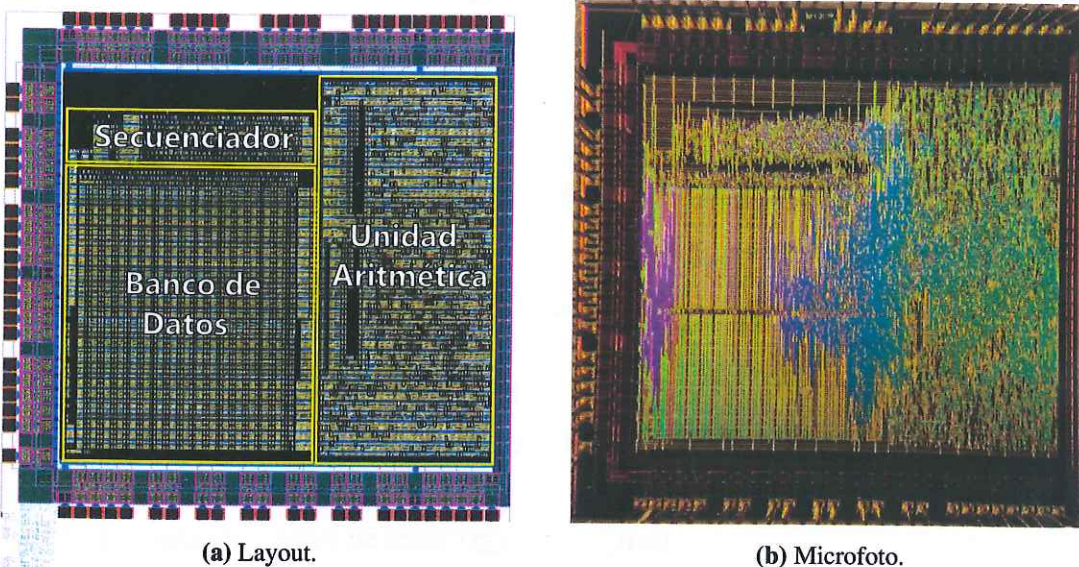 Secuenciador
Unidad
Aritmética
Banco de
Datos
(a) Layout.
(b) Microfoto.